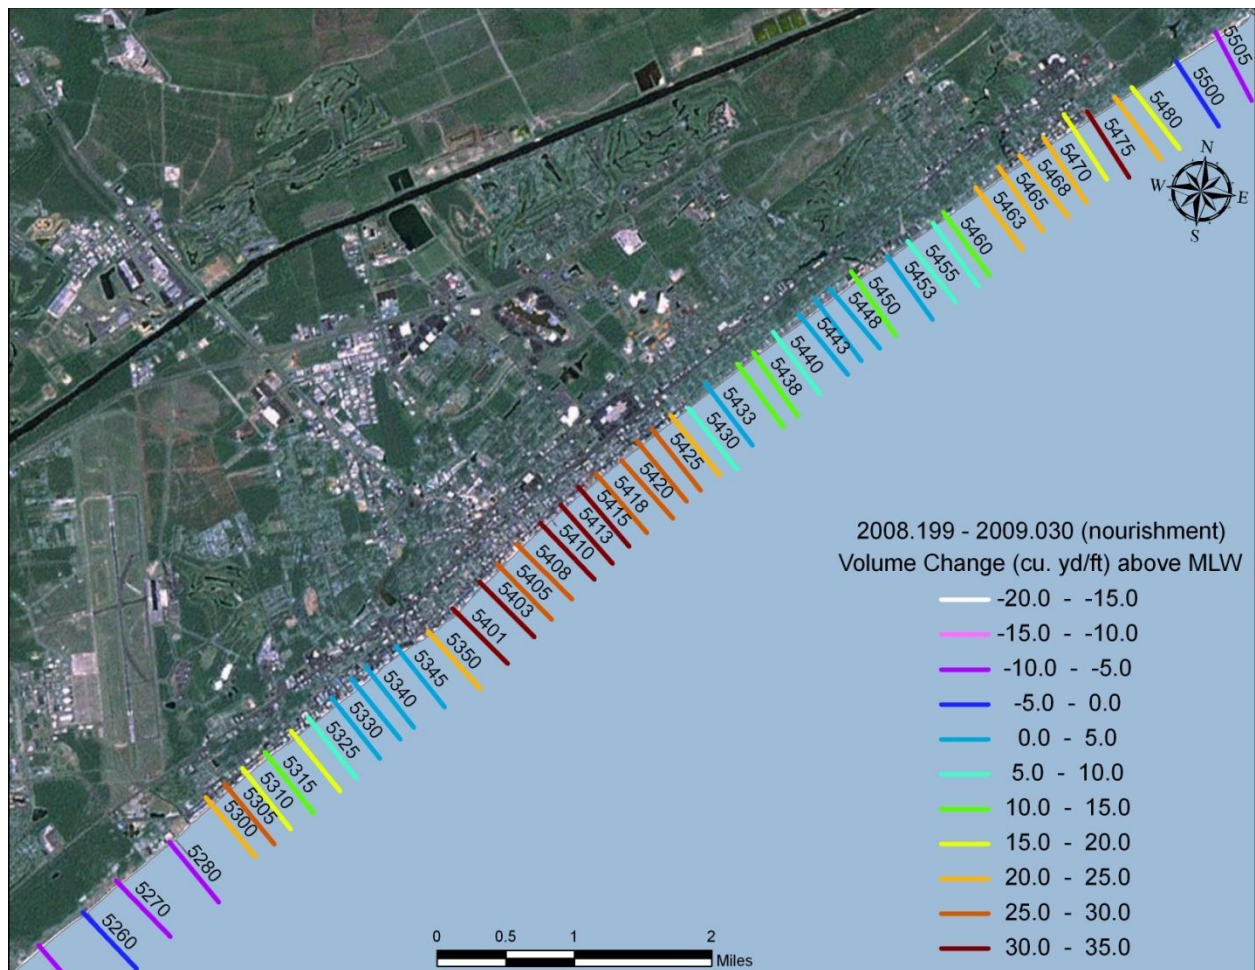 5505
5500
5480
5475
N
W E
S
5470
5468
5465
5463
5460
5455
5453
5450
5448
5443
5440
5438
5433
5430
5425
5420
5418
5415
5413
5410
5408
5405
5403
5401
5350
5345
5340
5330
5325
5315
5310
5305
5300
5280
5270
5260
2008.199 - 2009.030 (nourishment)
Volume Change (cu. yd/ft) above MLW
-20.0 - -15.0
-15.0 - -10.0
-10.0 - -5.0
-5.0 - 0.0
0.0 - 5.0
5.0 - 10.0
10.0 - 15.0
15.0 - 20.0
20.0 - 25.0
25.0 - 30.0
30.0 - 35.0
0 0.5 1 2
Miles